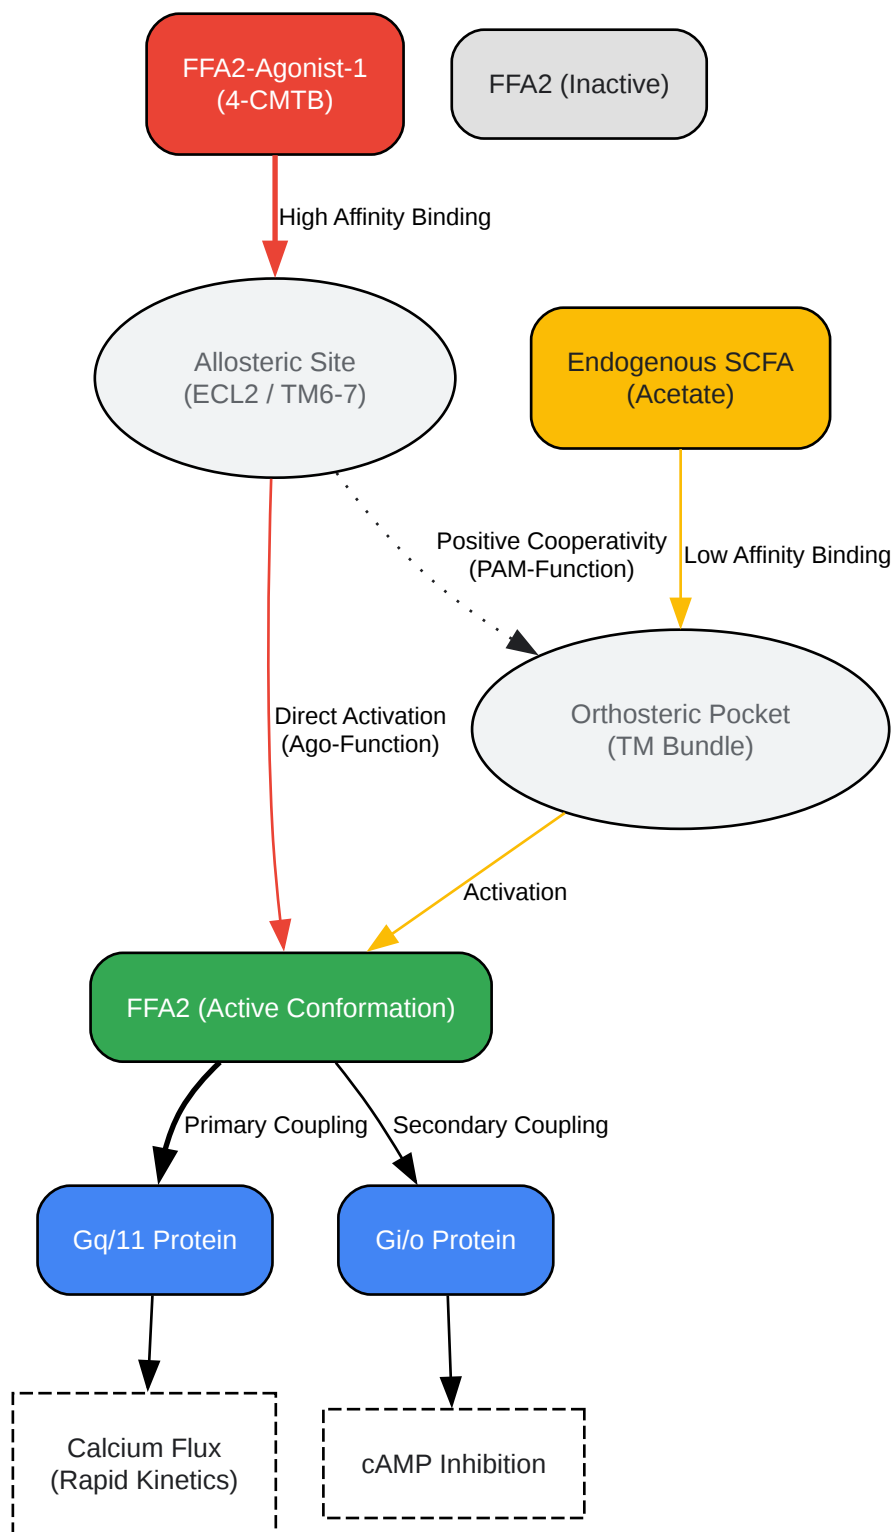 FFA2-Agonist-1
(4-CMTB)
FFA2 (Inactive)
High Affinity Binding
Allosteric Site
(ECL2 / TM6-7)
Endogenous SCFA
(Acetate)
Positive Cooperativity
(PAM-Function)
Low Affinity Binding
Direct Activation
(Ago-Function)
Orthosteric Pocket
(TM Bundle)
Activation
FFA2 (Active Conformation)
Primary Coupling
Secondary Coupling
Gq/11 Protein
Gi/o Protein
Calcium Flux
(Rapid Kinetics)
cAMP Inhibition